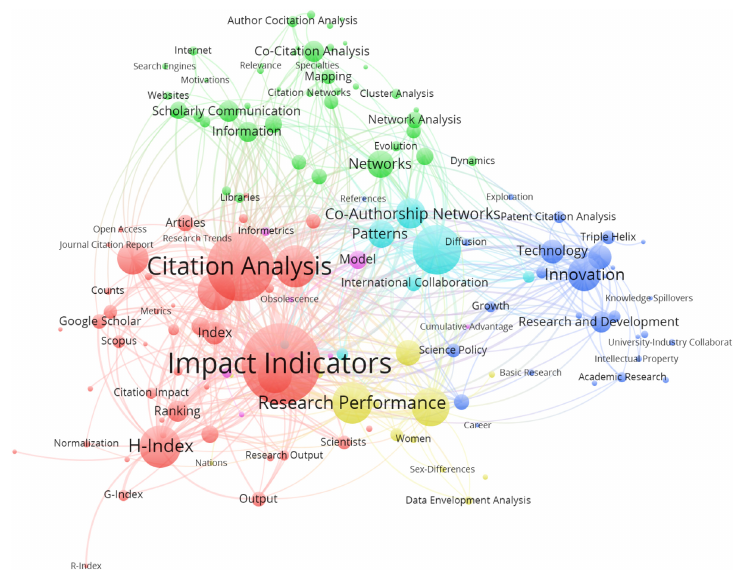 Author Cocitation Analysis
Internet
Co-Citation Analysis
Search Engines
Relevance
Specialties
Motivations
Mapping
Websites
Citation Networks
Cluster Analysis
Scholarly Communication
Information
Network Analysis
Evolution
Networks
Dynamics
Libraries
References
Exploration
Open Access
Articles
Co-Authorship Networks
Patent Citation Analysis
Research Trends
Informetrics
Patterns
Journal Citation Report
Diffusion
Triple Helix
Technology
Citation Analysis
Model
Innovation
International Collaboration
Counts
Obsolescence
Knowledge Spillovers
Metrics
Growth
Google Scholar
Index
Cumulative Advantage
Research and Development
Scopus
Science Policy
University-Industry Collaborat
Impact Indicators
Intellectual Property
Basic Research
Academic Research
Citation Impact
Research Performance
Ranking
Career
Normalization
H-Index
Scientists
Women
Research Output
Nations
Sex-Differences
G-Index
Output
Data Envelopment Analysis
R-Index